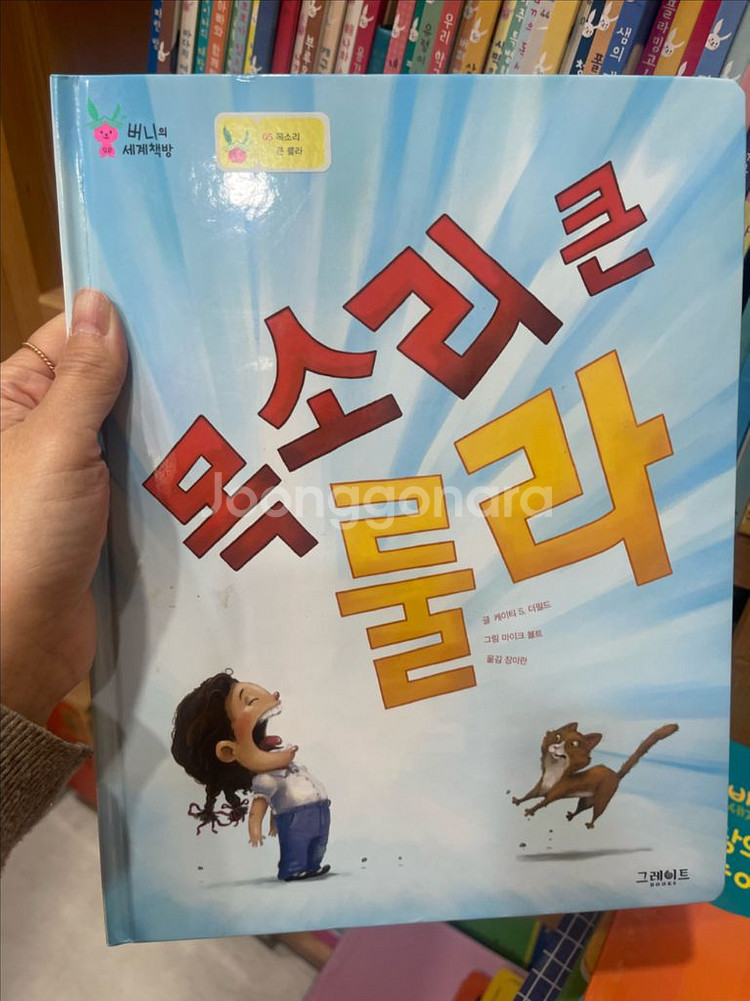 버니의
세계책방
05 목소리
큰 룰라
목소리 큰
룰라
글 케이티 S. 더필드
그림 마이크 볼트
옮김 장미란
그레이트
BOOKS
Joonggonara